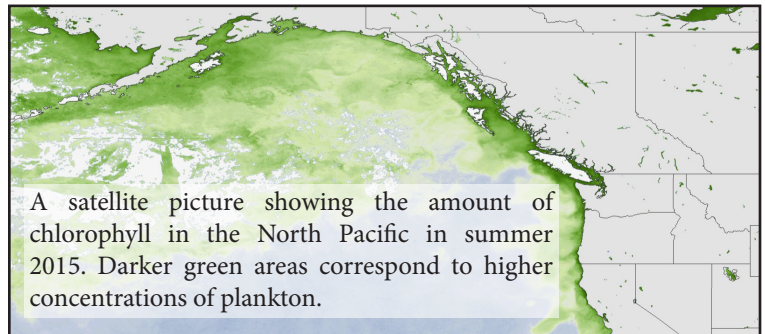 A satellite picture showing the amount of
chlorophyll in the North Pacific in summer
2015. Darker green areas correspond to higher
concentrations of plankton.